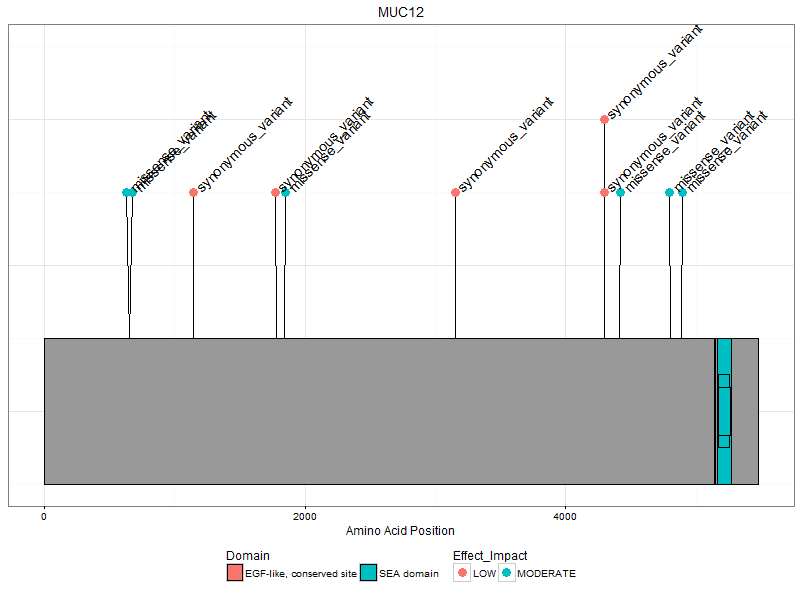 MUC12
synonymous_variant
missense_variant
missense_variant
synonymous_variant
synonymous_variant
missense_variant
synonymous_variant
synonymous_variant
missense_variant
missense_variant
missense_variant
0
2000
4000
Amino Acid Position
Domain
Effect_Impact
EGF-like, conserved site
SEA domain
LOW
MODERATE